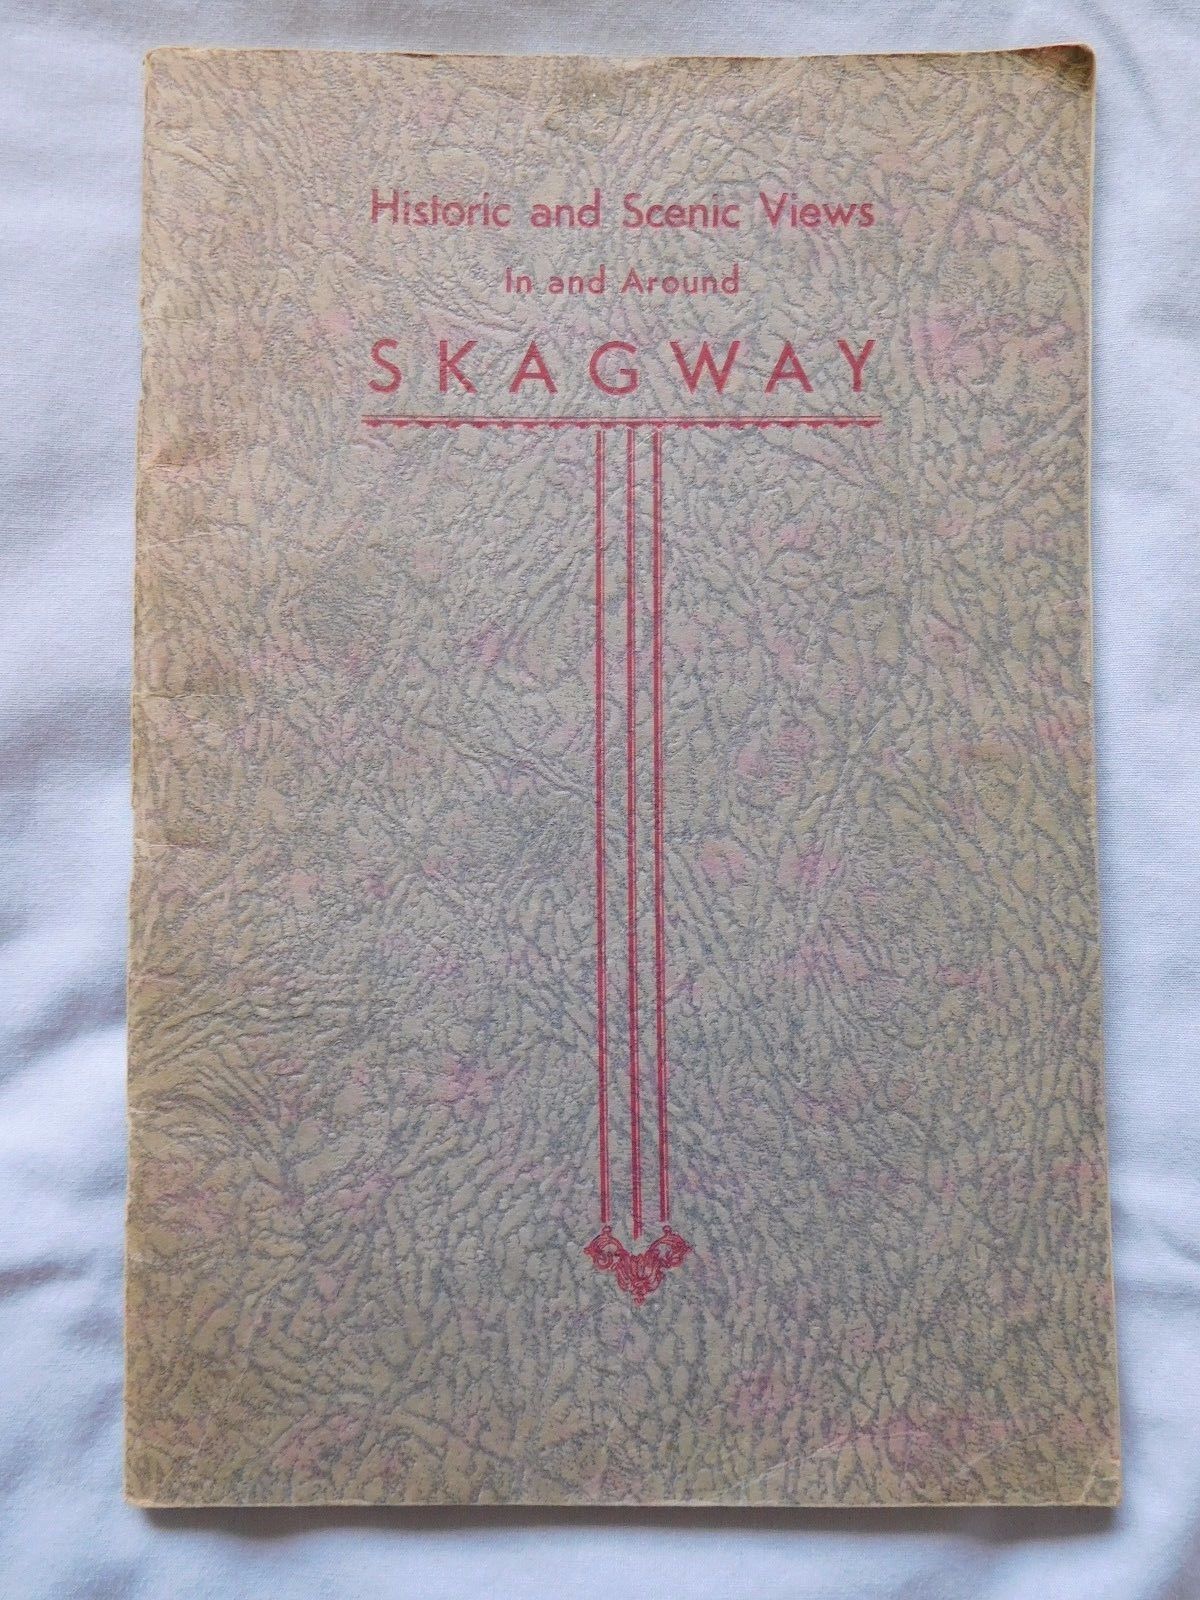 Historic and Scenic Views
In and Around
SKAGWAY